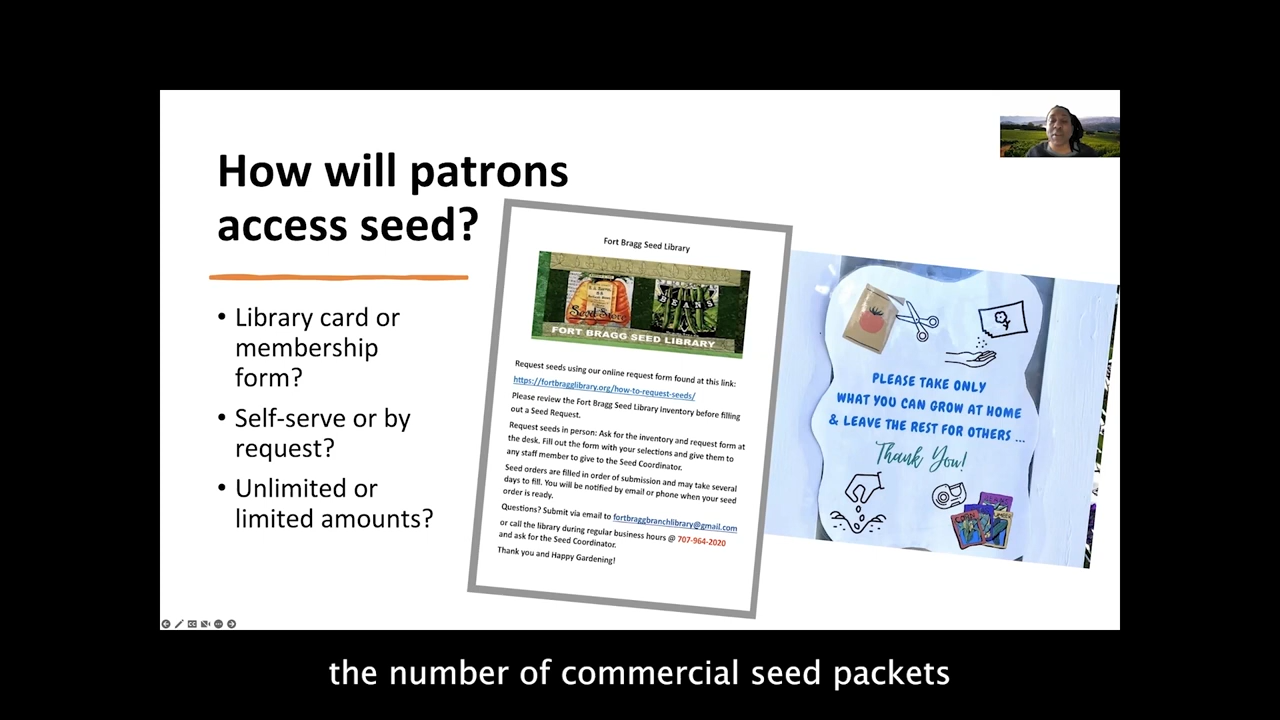 How will patrons
access seed?
• Library card or
membership
form?
• Self-serve or by
request?
• Unlimited or
limited amounts?
Fort Bragg Seed Library
Seed Store
BEANS
FORT BRAGG SEED LIBRARY
Request seeds using our online request form found at this link:
https://fortbragglibrary.org/how-to-request-seeds/
Please review the Fort Bragg Seed Library inventory before filling
out a Seed Request.
Request seeds in person: Ask for the inventory and request form at
the desk. Fill out the form with your selections and give them to
any staff member to give to the Seed Coordinator.
Seed orders are filled in order of submission and may take several
days to fill. You will be notified by email or phone when your seed
order is ready.
Questions? Submit via email to fortbraggbranchlibrary@gmail.com
or call the library during regular business hours @ 707-964-2020
and ask for the Seed Coordinator.
Thank you and Happy Gardening!
PLEASE TAKE ONLY
WHAT YOU CAN GROW AT HOME
& LEAVE THE REST FOR OTHERS ...
Thank You!
BEANS
CORN
the number of commercial seed packets